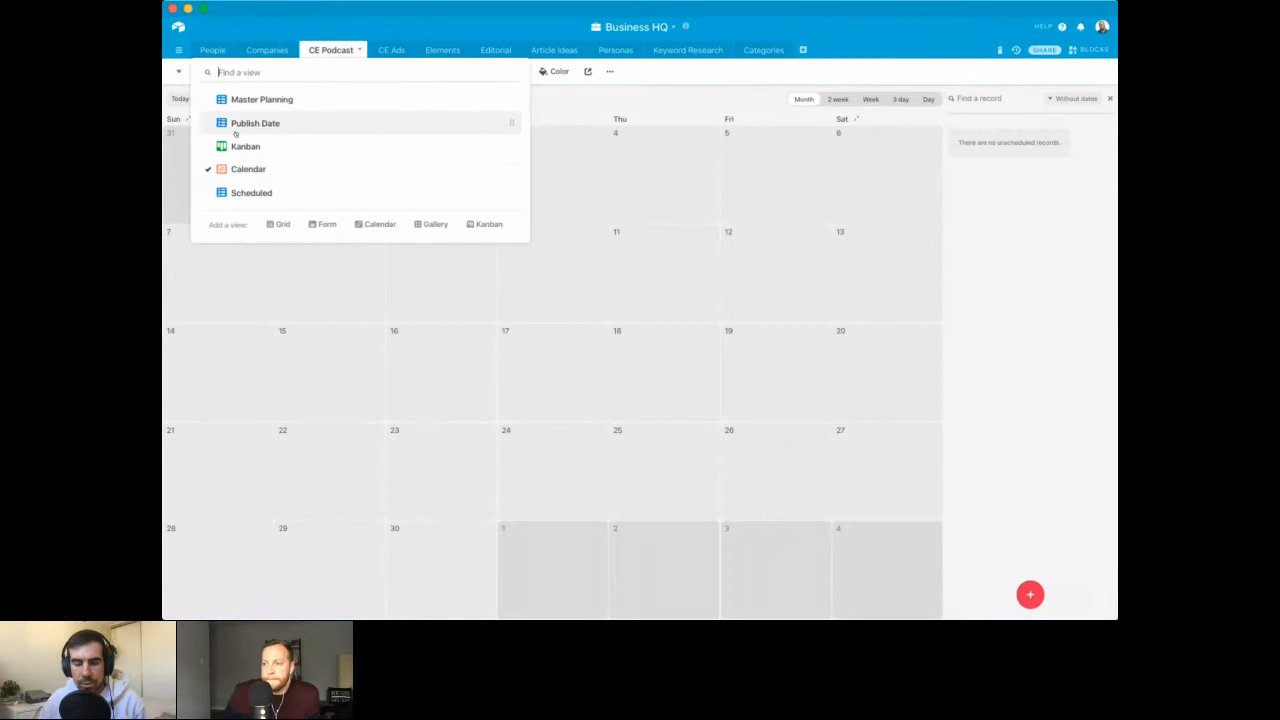 Business HQ
HELP
People Companies CE Podcast CE Ads Elements Editorial Article Ideas Personas Keyword Research Categories SHARE BLOCKS
Find a view
Color
Master Planning
Publish Date
Kanban
Calendar
Scheduled
Add a view: Grid Form Calendar Gallery Kanban
Today
Month 2 week Week 3 day Day
Find a record
Without dates
There are no unscheduled records.
Sun Thu Fri Sat
31 4 5 6
7 11 12 13
14 15 16 17 18 19 20
21 22 23 24 25 26 27
28 29 30 1 2 3 4